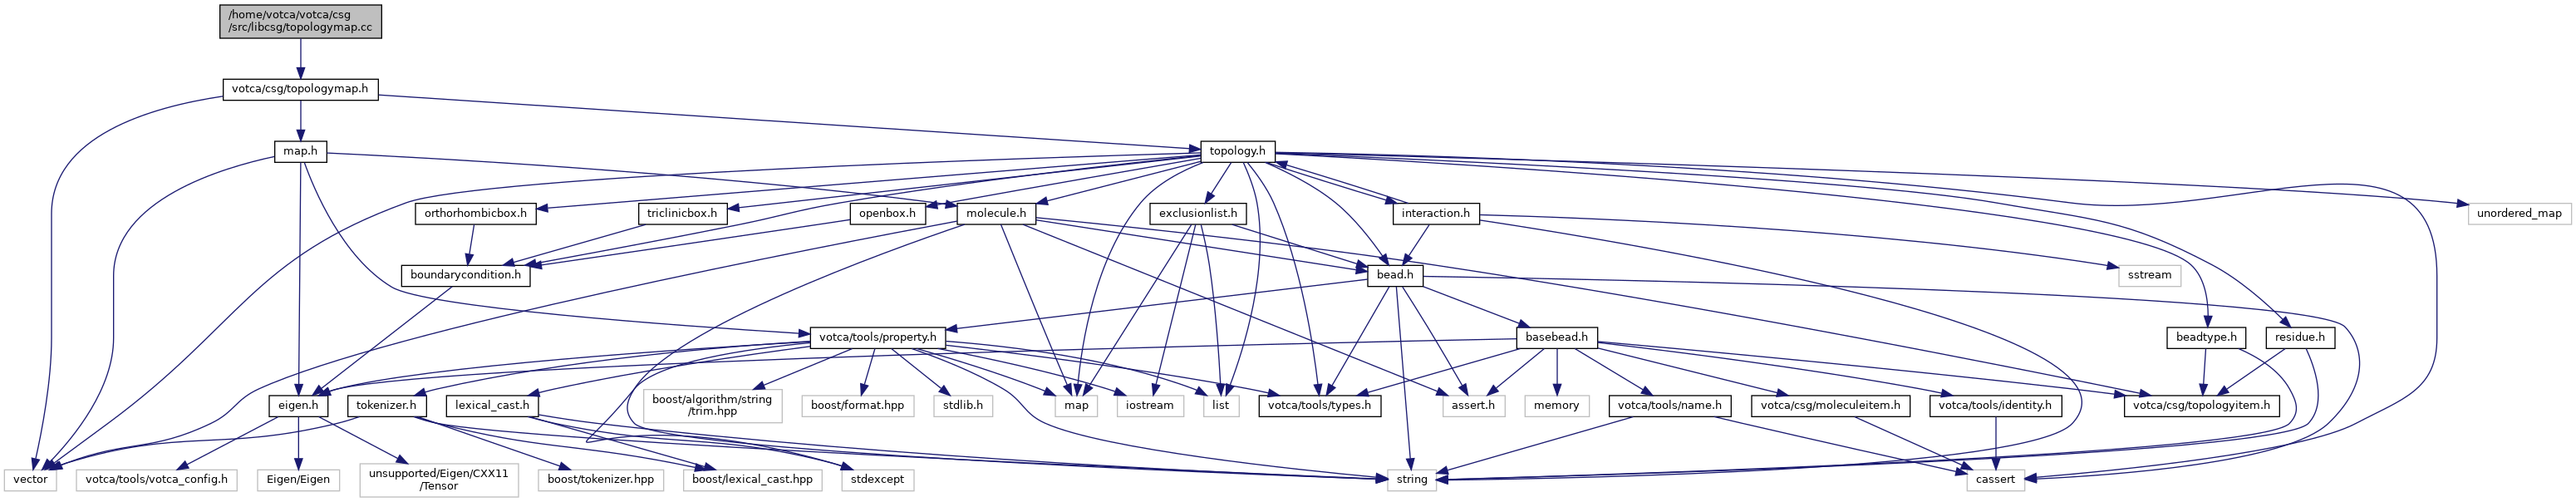 /home/votca/votca/csg
/src/libcsg/topologymap.cc
votca/csg/topologymap.h
map.h
topology.h
orthorhombicbox.h
triclinicbox.h
openbox.h
molecule.h
exclusionlist.h
interaction.h
unordered_map
boundarycondition.h
bead.h
sstream
votca/tools/property.h
basebead.h
beadtype.h
residue.h
eigen.h
tokenizer.h
lexical_cast.h
boost/algorithm/string
/trim.hpp
boost/format.hpp
stdlib.h
map
iostream
list
votca/tools/types.h
assert.h
memory
votca/tools/name.h
votca/csg/moleculeitem.h
votca/tools/identity.h
votca/csg/topologyitem.h
vector
votca/tools/votca_config.h
Eigen/Eigen
unsupported/Eigen/CXX11
/Tensor
boost/tokenizer.hpp
boost/lexical_cast.hpp
stdexcept
string
cassert